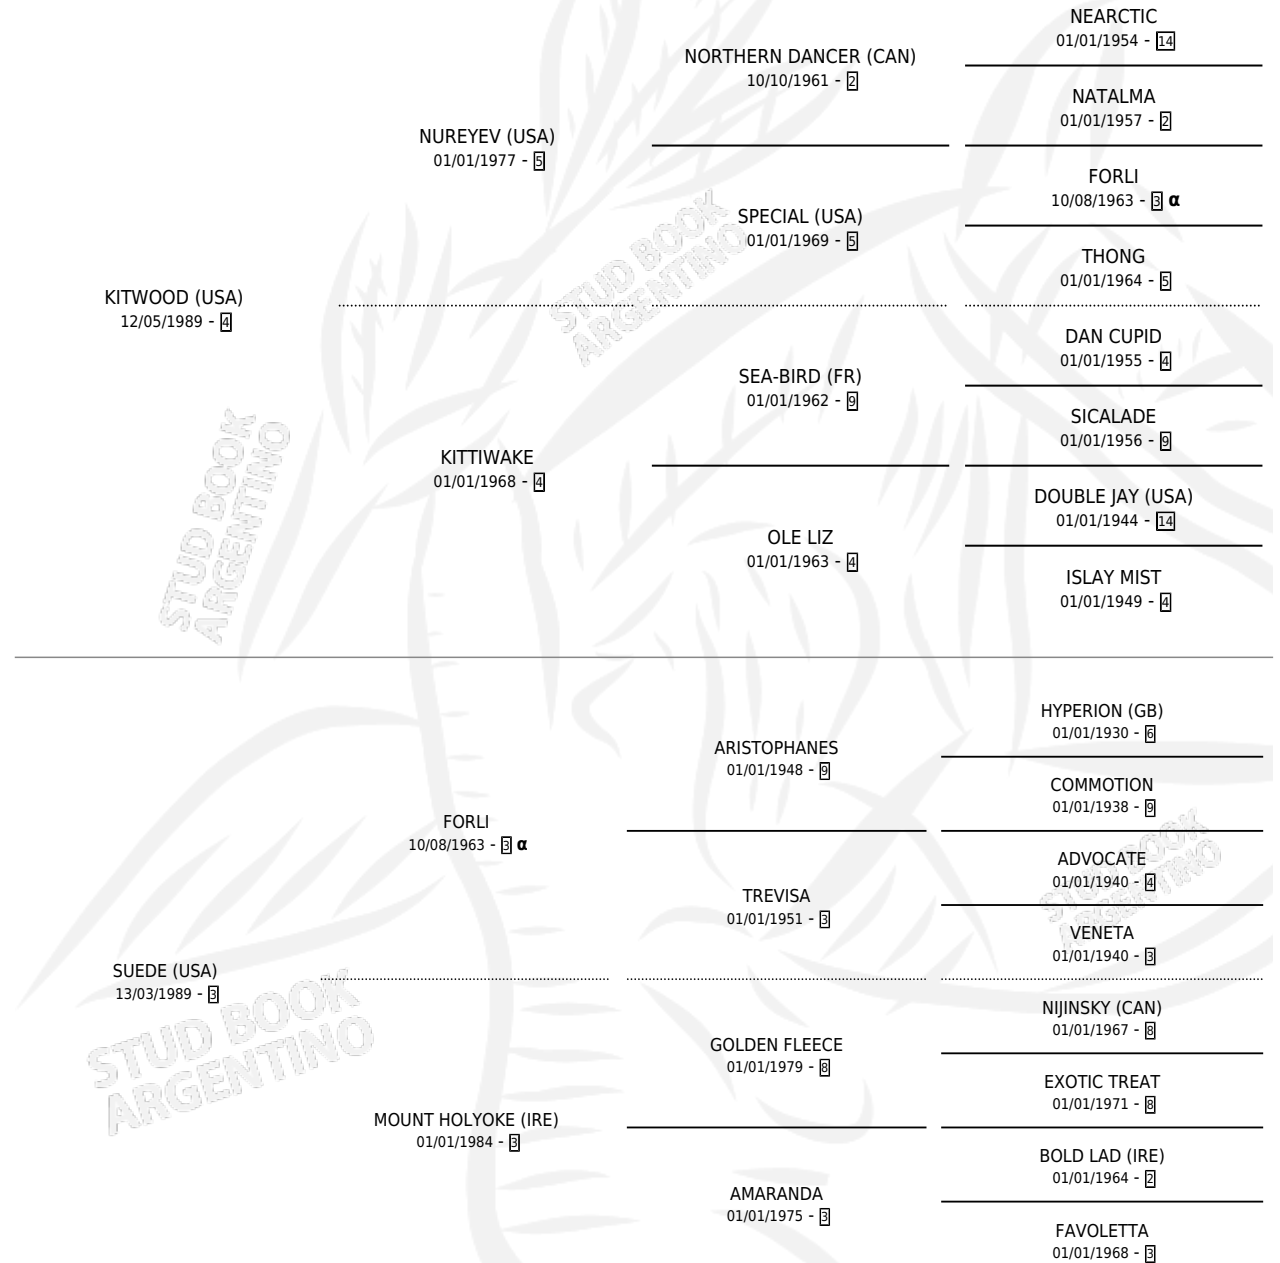 NEARCTIC
01/01/1954 - 14
NORTHERN DANCER (CAN)
10/10/1961 - 2
NATALMA
01/01/1957 - 2
NUREYEV (USA)
01/01/1977 - 5
FORLI
10/08/1963 - 3 α
SPECIAL (USA)
01/01/1969 - 5
THONG
01/01/1964 - 5
KITWOOD (USA)
12/05/1989 - 4
DAN CUPID
01/01/1955 - 4
SEA-BIRD (FR)
01/01/1962 - 9
SICALADE
01/01/1956 - 9
KITTIWAKE
01/01/1968 - 4
DOUBLE JAY (USA)
01/01/1944 - 14
OLE LIZ
01/01/1963 - 4
ISLAY MIST
01/01/1949 - 4
HYPERION (GB)
01/01/1930 - 6
ARISTOPHANES
01/01/1948 - 9
COMMOTION
01/01/1938 - 9
FORLI
10/08/1963 - 3 α
ADVOCATE
01/01/1940 - 4
TREVISA
01/01/1951 - 3
VENETA
01/01/1940 - 3
SUEDE (USA)
13/03/1989 - 3
NIJINSKY (CAN)
01/01/1967 - 8
GOLDEN FLEECE
01/01/1979 - 8
EXOTIC TREAT
01/01/1971 - 8
MOUNT HOLYOKE (IRE)
01/01/1984 - 3
BOLD LAD (IRE)
01/01/1964 - 2
AMARANDA
01/01/1975 - 3
FAVOLETTA
01/01/1968 - 3
STUD BOOK
ARGENTINO
STUD BOOK
ARGENTINO
STUD BOOK
ARGENTINO
STUD BOOK
ARGENTINO